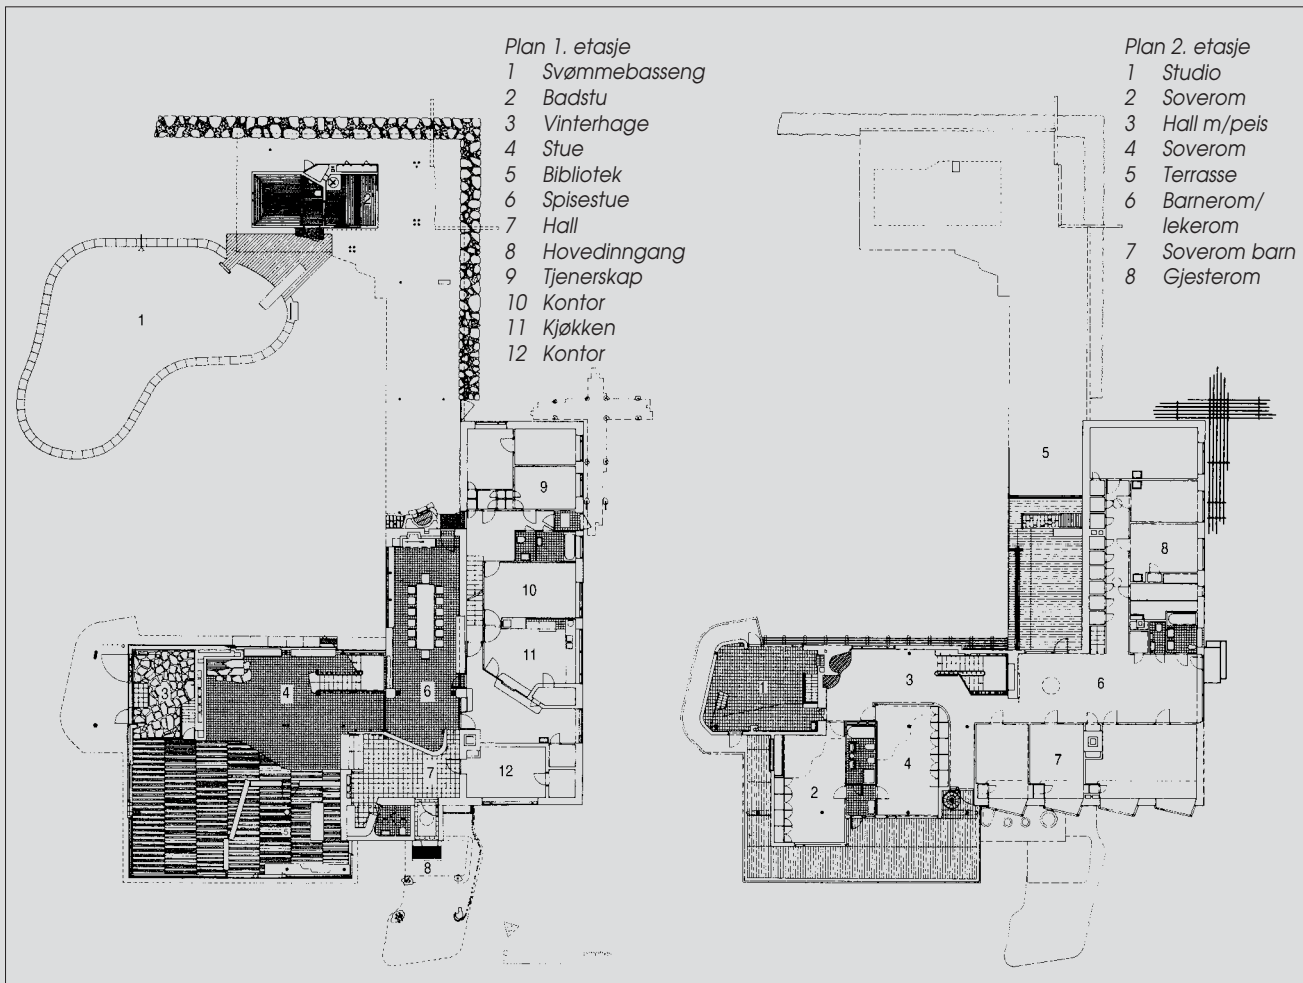 Plan 1. etasje
1 Svømmebasseng
2 Badstu
3 Vinterhage
4 Stue
5 Bibliotek
6 Spisestue
7 Hall
8 Hovedinngang
9 Tjenerskap
10 Kontor
11 Kjøkken
12 Kontor
Plan 2. etasje
1 Studio
2 Soverom
3 Hall m/peis
4 Soverom
5 Terrasse
6 Barnerom/
lekerom
7 Soverom barn
8 Gjesterom
2
1
9
10
11
3
4
6
7
12
5
8
5
8
1
3
6
2
4
7